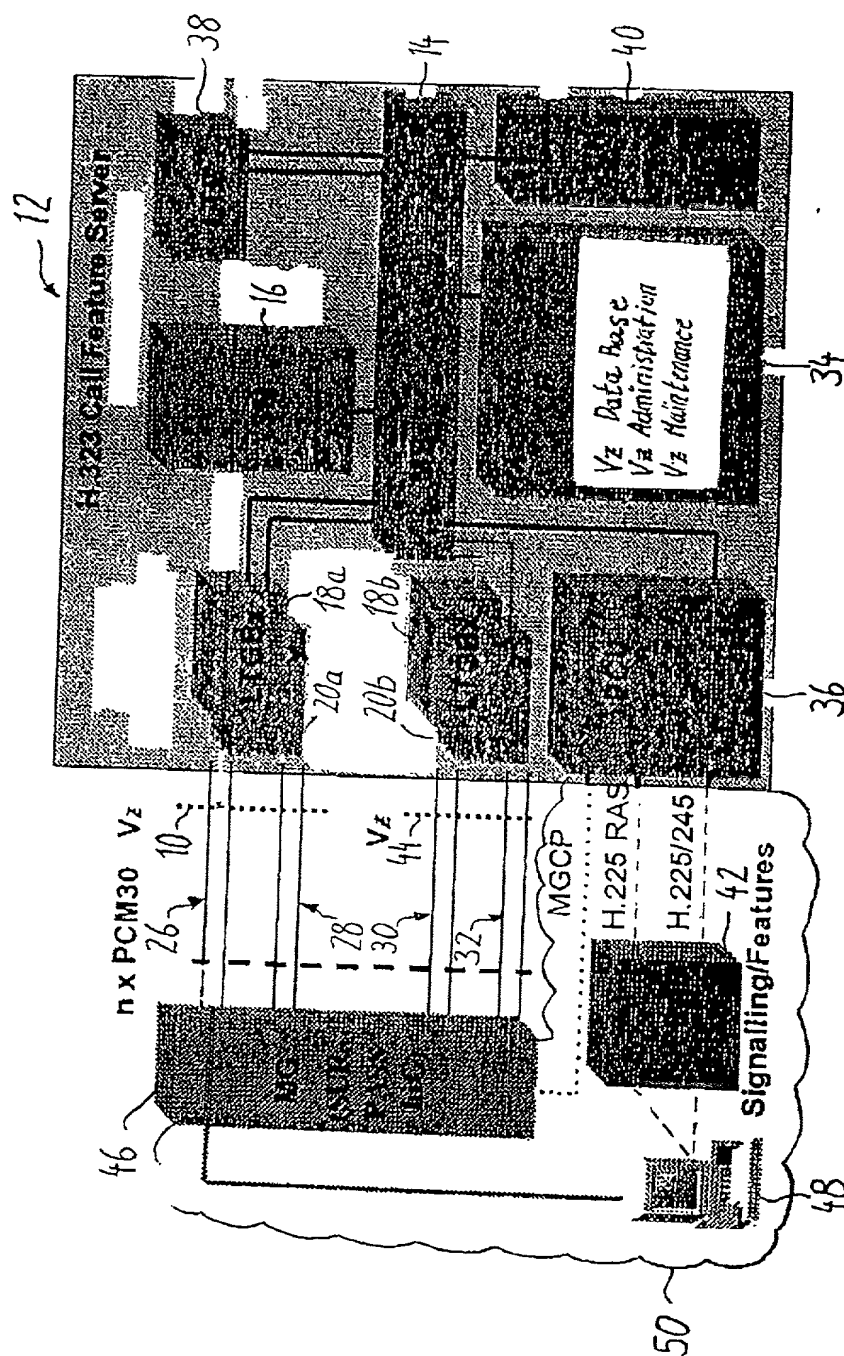 12
H.323 Call Feature Server
38
16
14
40
Vz Data Base
Vz Administration
Vz Maintenance
34
18a
20a
18b
20b
PCU
36
n x PCM30
Vz
10
26
28
Vz
44
30
32
MGCP
H.225 RAS
H.225/245
42
Signalling/Features
46
48
50